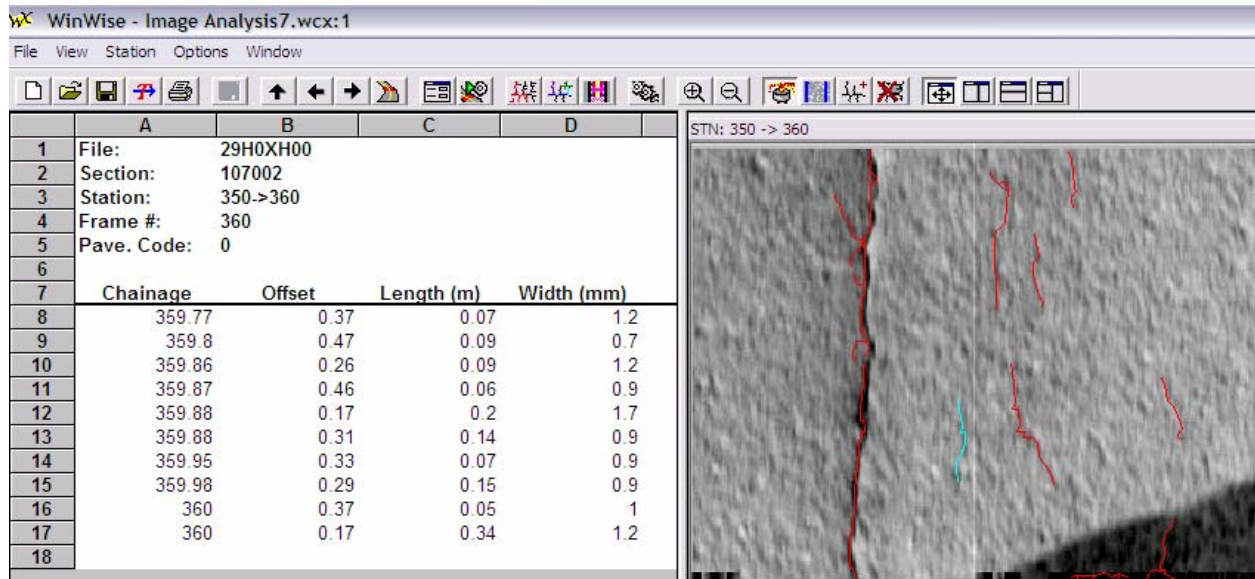 WinWise - Image Analysis7.wcx:1
File View Station Options Window
A B C D
STN: 350 -> 360
1 File: 29H0XH00
2 Section: 107002
3 Station: 350->360
4 Frame #: 360
5 Pave. Code: 0
6
7 Chainage Offset Length (m) Width (mm)
8 359.77 0.37 0.07 1.2
9 359.8 0.47 0.09 0.7
10 359.86 0.26 0.09 1.2
11 359.87 0.46 0.06 0.9
12 359.88 0.17 0.2 1.7
13 359.88 0.31 0.14 0.9
14 359.95 0.33 0.07 0.9
15 359.98 0.29 0.15 0.9
16 360 0.37 0.05 1
17 360 0.17 0.34 1.2
18